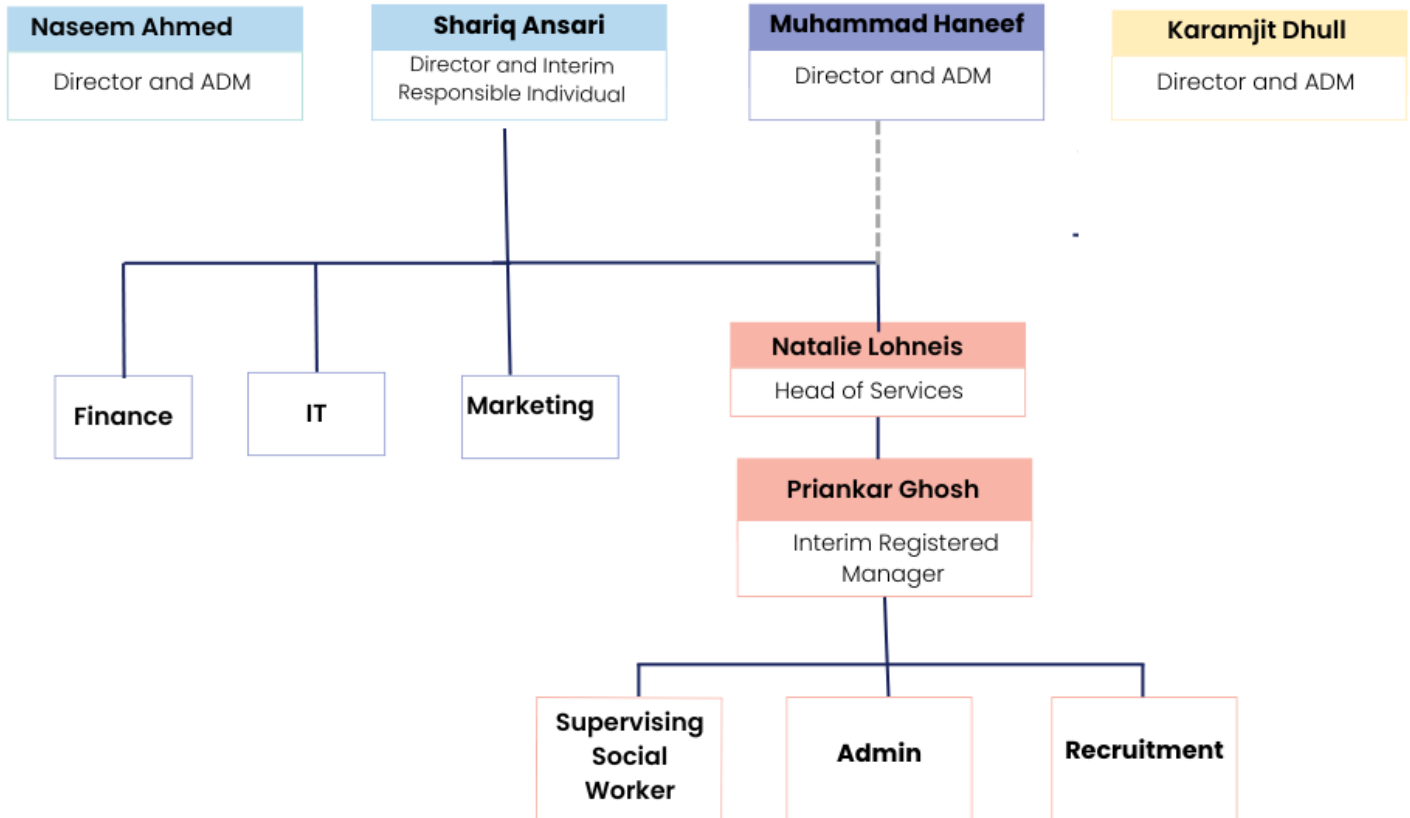 Naseem Ahmed
Director and ADM
Shariq Ansari
Director and Interim
Responsible Individual
Muhammad Haneef
Director and ADM
Karamjit Dhull
Director and ADM
Finance
IT
Marketing
Natalie Lohneis
Head of Services
Priankar Ghosh
Interim Registered
Manager
Supervising
Social
Worker
Admin
Recruitment